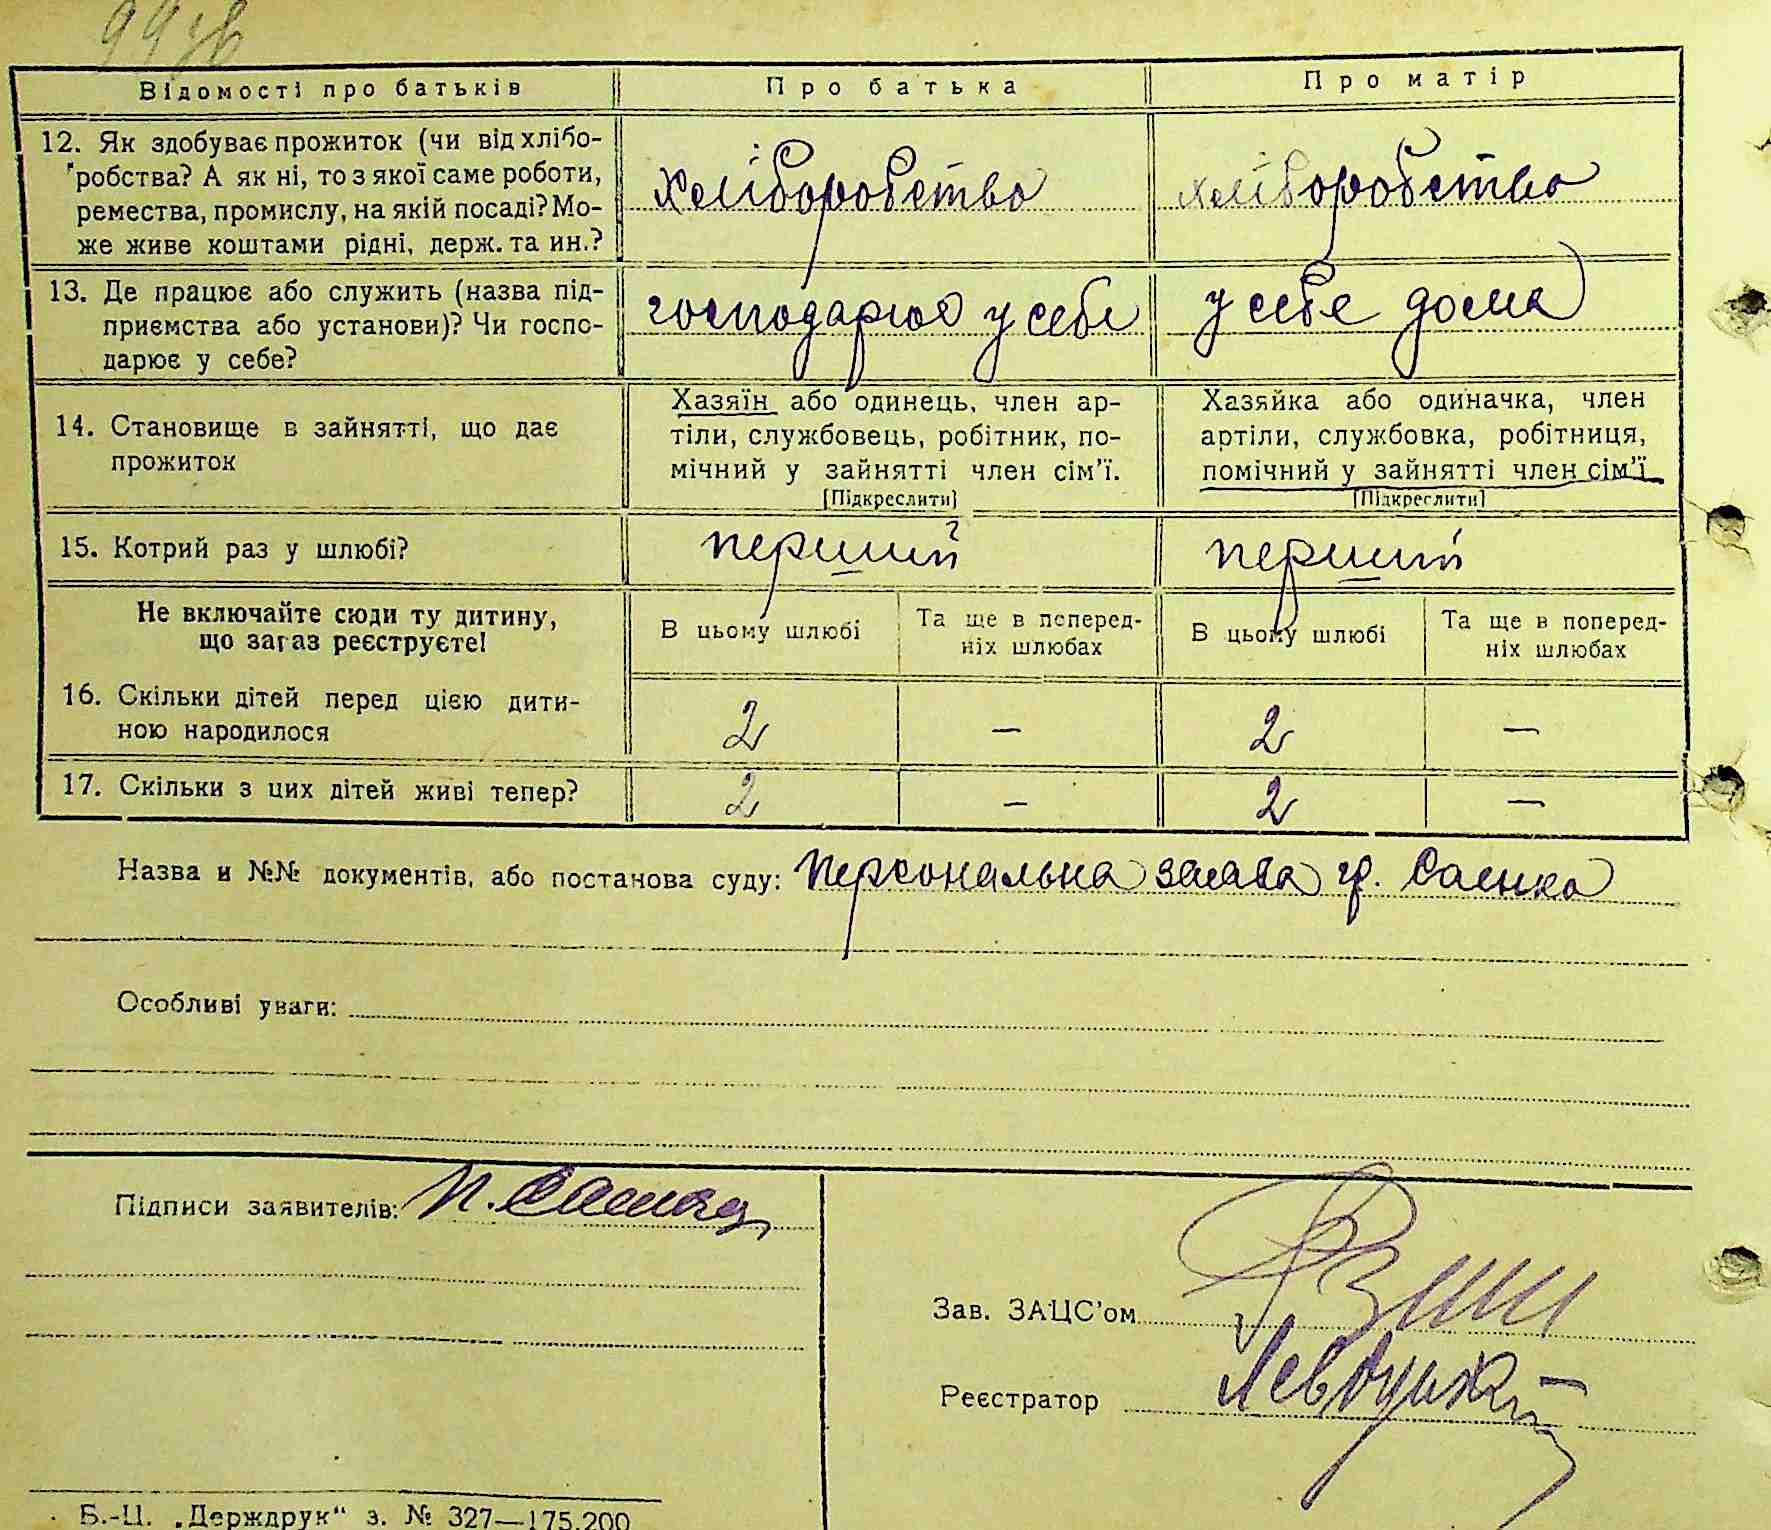 99 зв
Відомості про батьків
Про батька
Про матір
12. Як здобуває прожиток (чи від хлібо-
робства? А як ні, то з якої саме роботи,
ремества, промислу, на якій посаді? Мо-
же живе коштами рідні, держ. та ин.?
хліборобство
хліборобство
13. Де працює або служить (назва під-
приємства або установи)? Чи госпо-
дарює у себе?
господарює у себе
у себе дома
14. Становище в зайнятті, що дає
прожиток
Хазяїн або одинець, член ар-
тіли, службовець, робітник, по-
мічний у зайнятті член сім'ї.
[Підкреслити]
Хазяйка або одиначка, член
артіли, службовка, робітниця,
помічний у зайнятті член сім'ї
[Підкреслити]
15. Котрий раз у шлюбі?
перший
перший
Не включайте сюди ту дитину,
що зараз реєструєте!
В цьому шлюбі
Та ще в поперед-
ніх шлюбах
В цьому шлюбі
Та ще в поперед-
ніх шлюбах
16. Скільки дітей перед цією дити-
ною народилося
2
—
2
—
17. Скільки з цих дітей живі тепер?
2
—
2
—
Назва и №№ документів, або постанова суду: Персональна заява гр. Саенка
Особливі уваги:
Підписи заявителів: П.
Зав. ЗАЦС'ом
Реєстратор
Б.-Ц. „Держдрук“ з. № 327—175.200